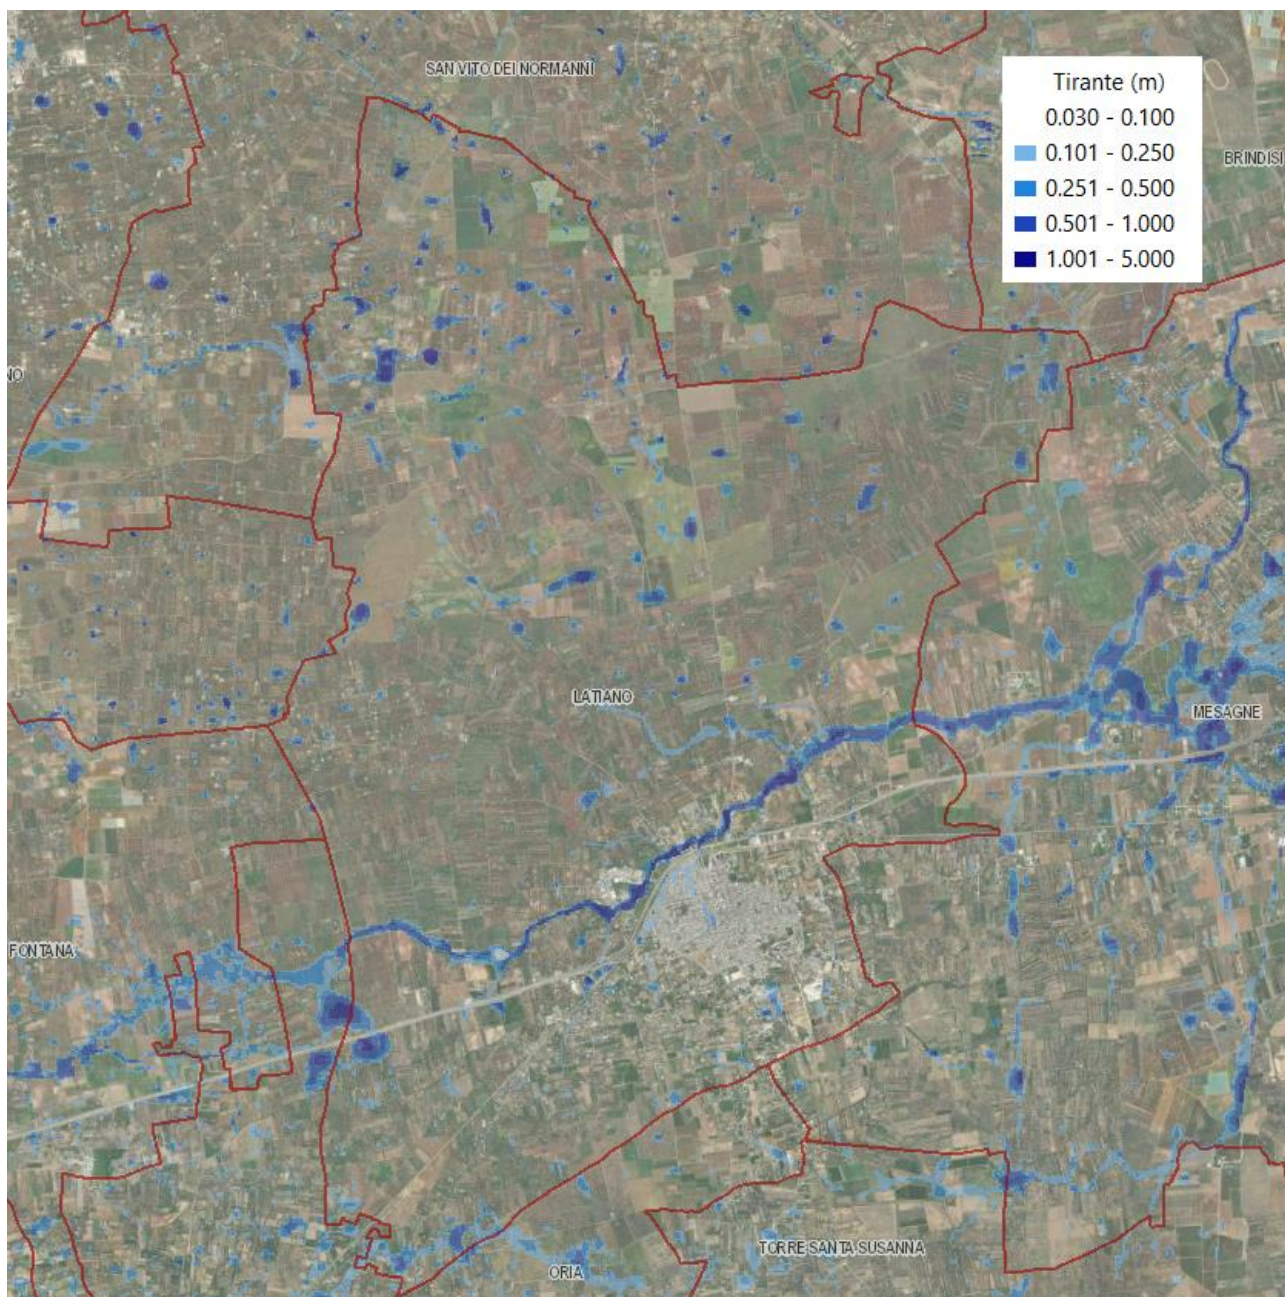 SAN VITO DEI NORMANNI
Tirante (m)
0.030 - 0.100
0.101 - 0.250
0.251 - 0.500
0.501 - 1.000
1.001 - 5.000
BRINDISI
NO
LATIANO
MESAGNE
FONTANA
TORRE SANTA SUSANNA
ORIA